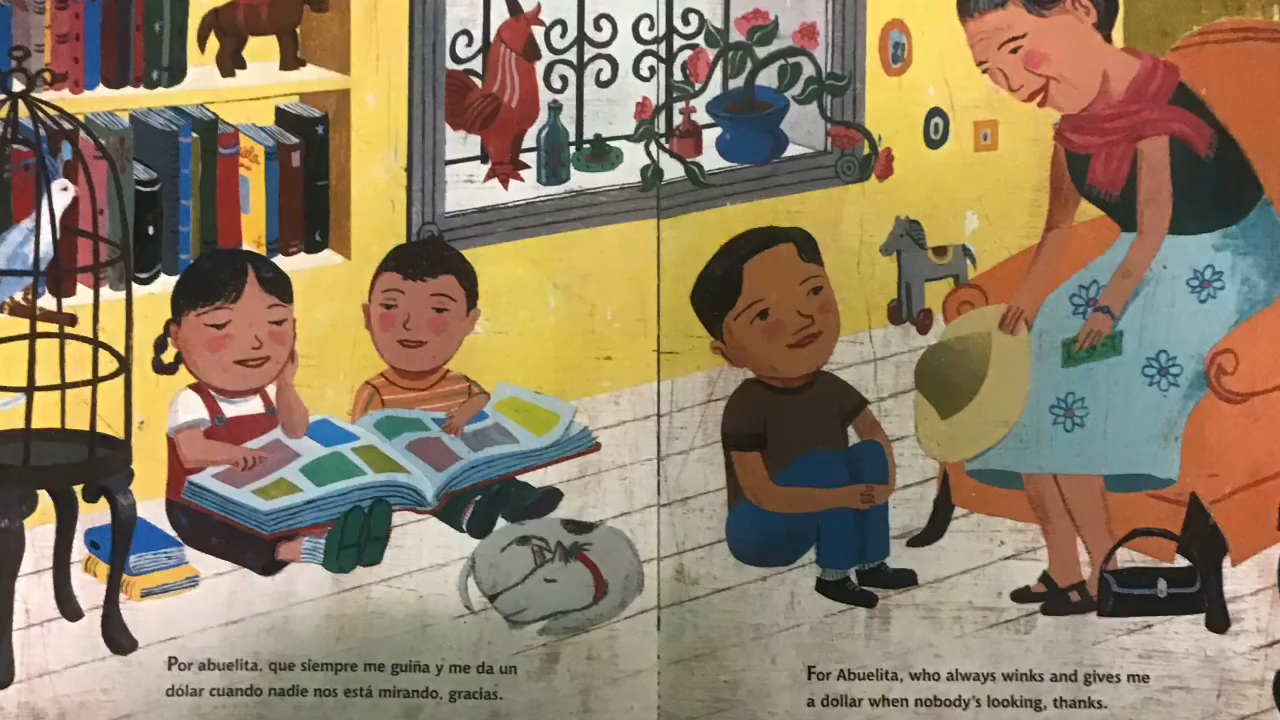 Por abuelita, que siempre me guiña y me da un
dólar cuando nadie nos está mirando, gracias.
For Abuelita, who always winks and gives me
a dollar when nobody's looking, thanks.